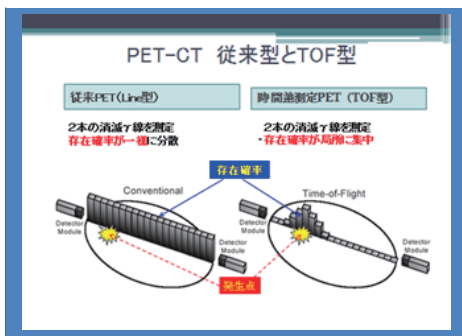 PET-CT 従来型とTOF型
従来PET(Line型)
時間差測定PET (TOF型)
2本の消滅γ線を測定
存在確率が一様に分散
2本の消滅γ線を測定
・存在確率が局所に集中
存在確率
Conventional
Time-of-Flight
Detector
Module
Detector
Module
Detector
Module
Detector
Module
発生点